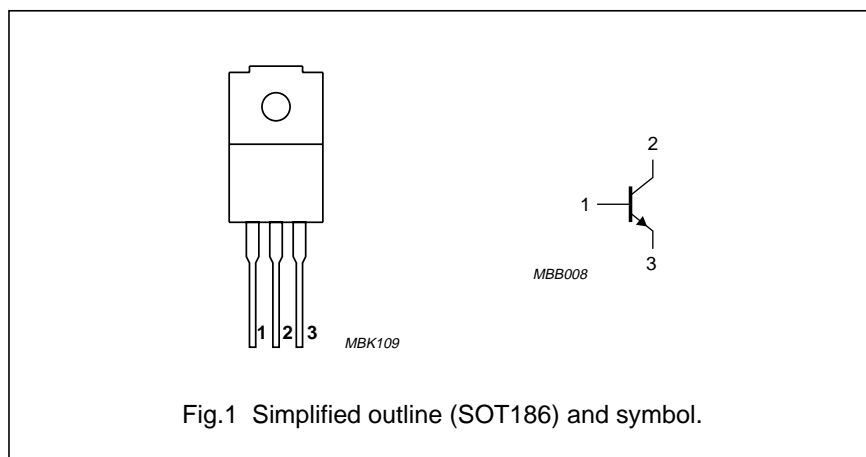 1 2 3
MBK109
2
1
3
MBB008
Fig.1 Simplified outline (SOT186) and symbol.